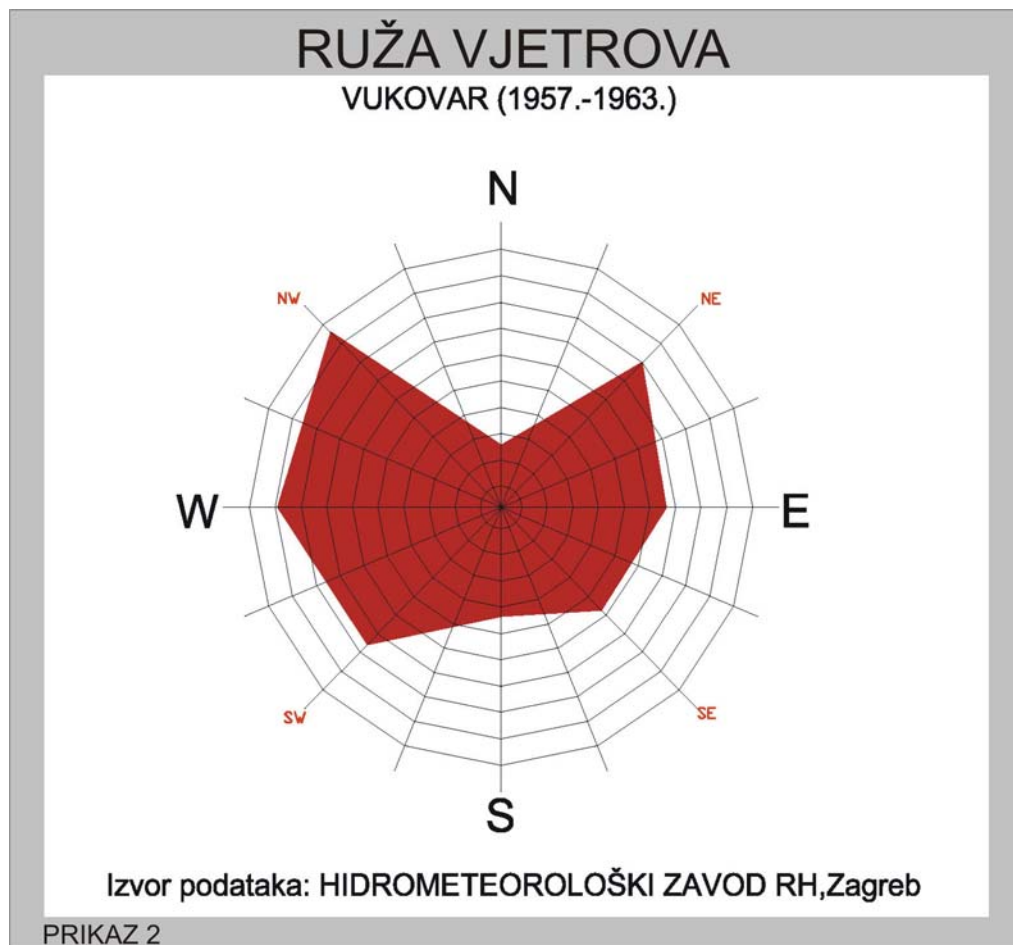 RUŽA VJETROVA
VUKOVAR (1957.-1963.)
N
NW
NE
W
E
SW
SE
S
Izvor podataka: HIDROMETEOROLOŠKI ZAVOD RH,Zagreb
PRIKAZ 2